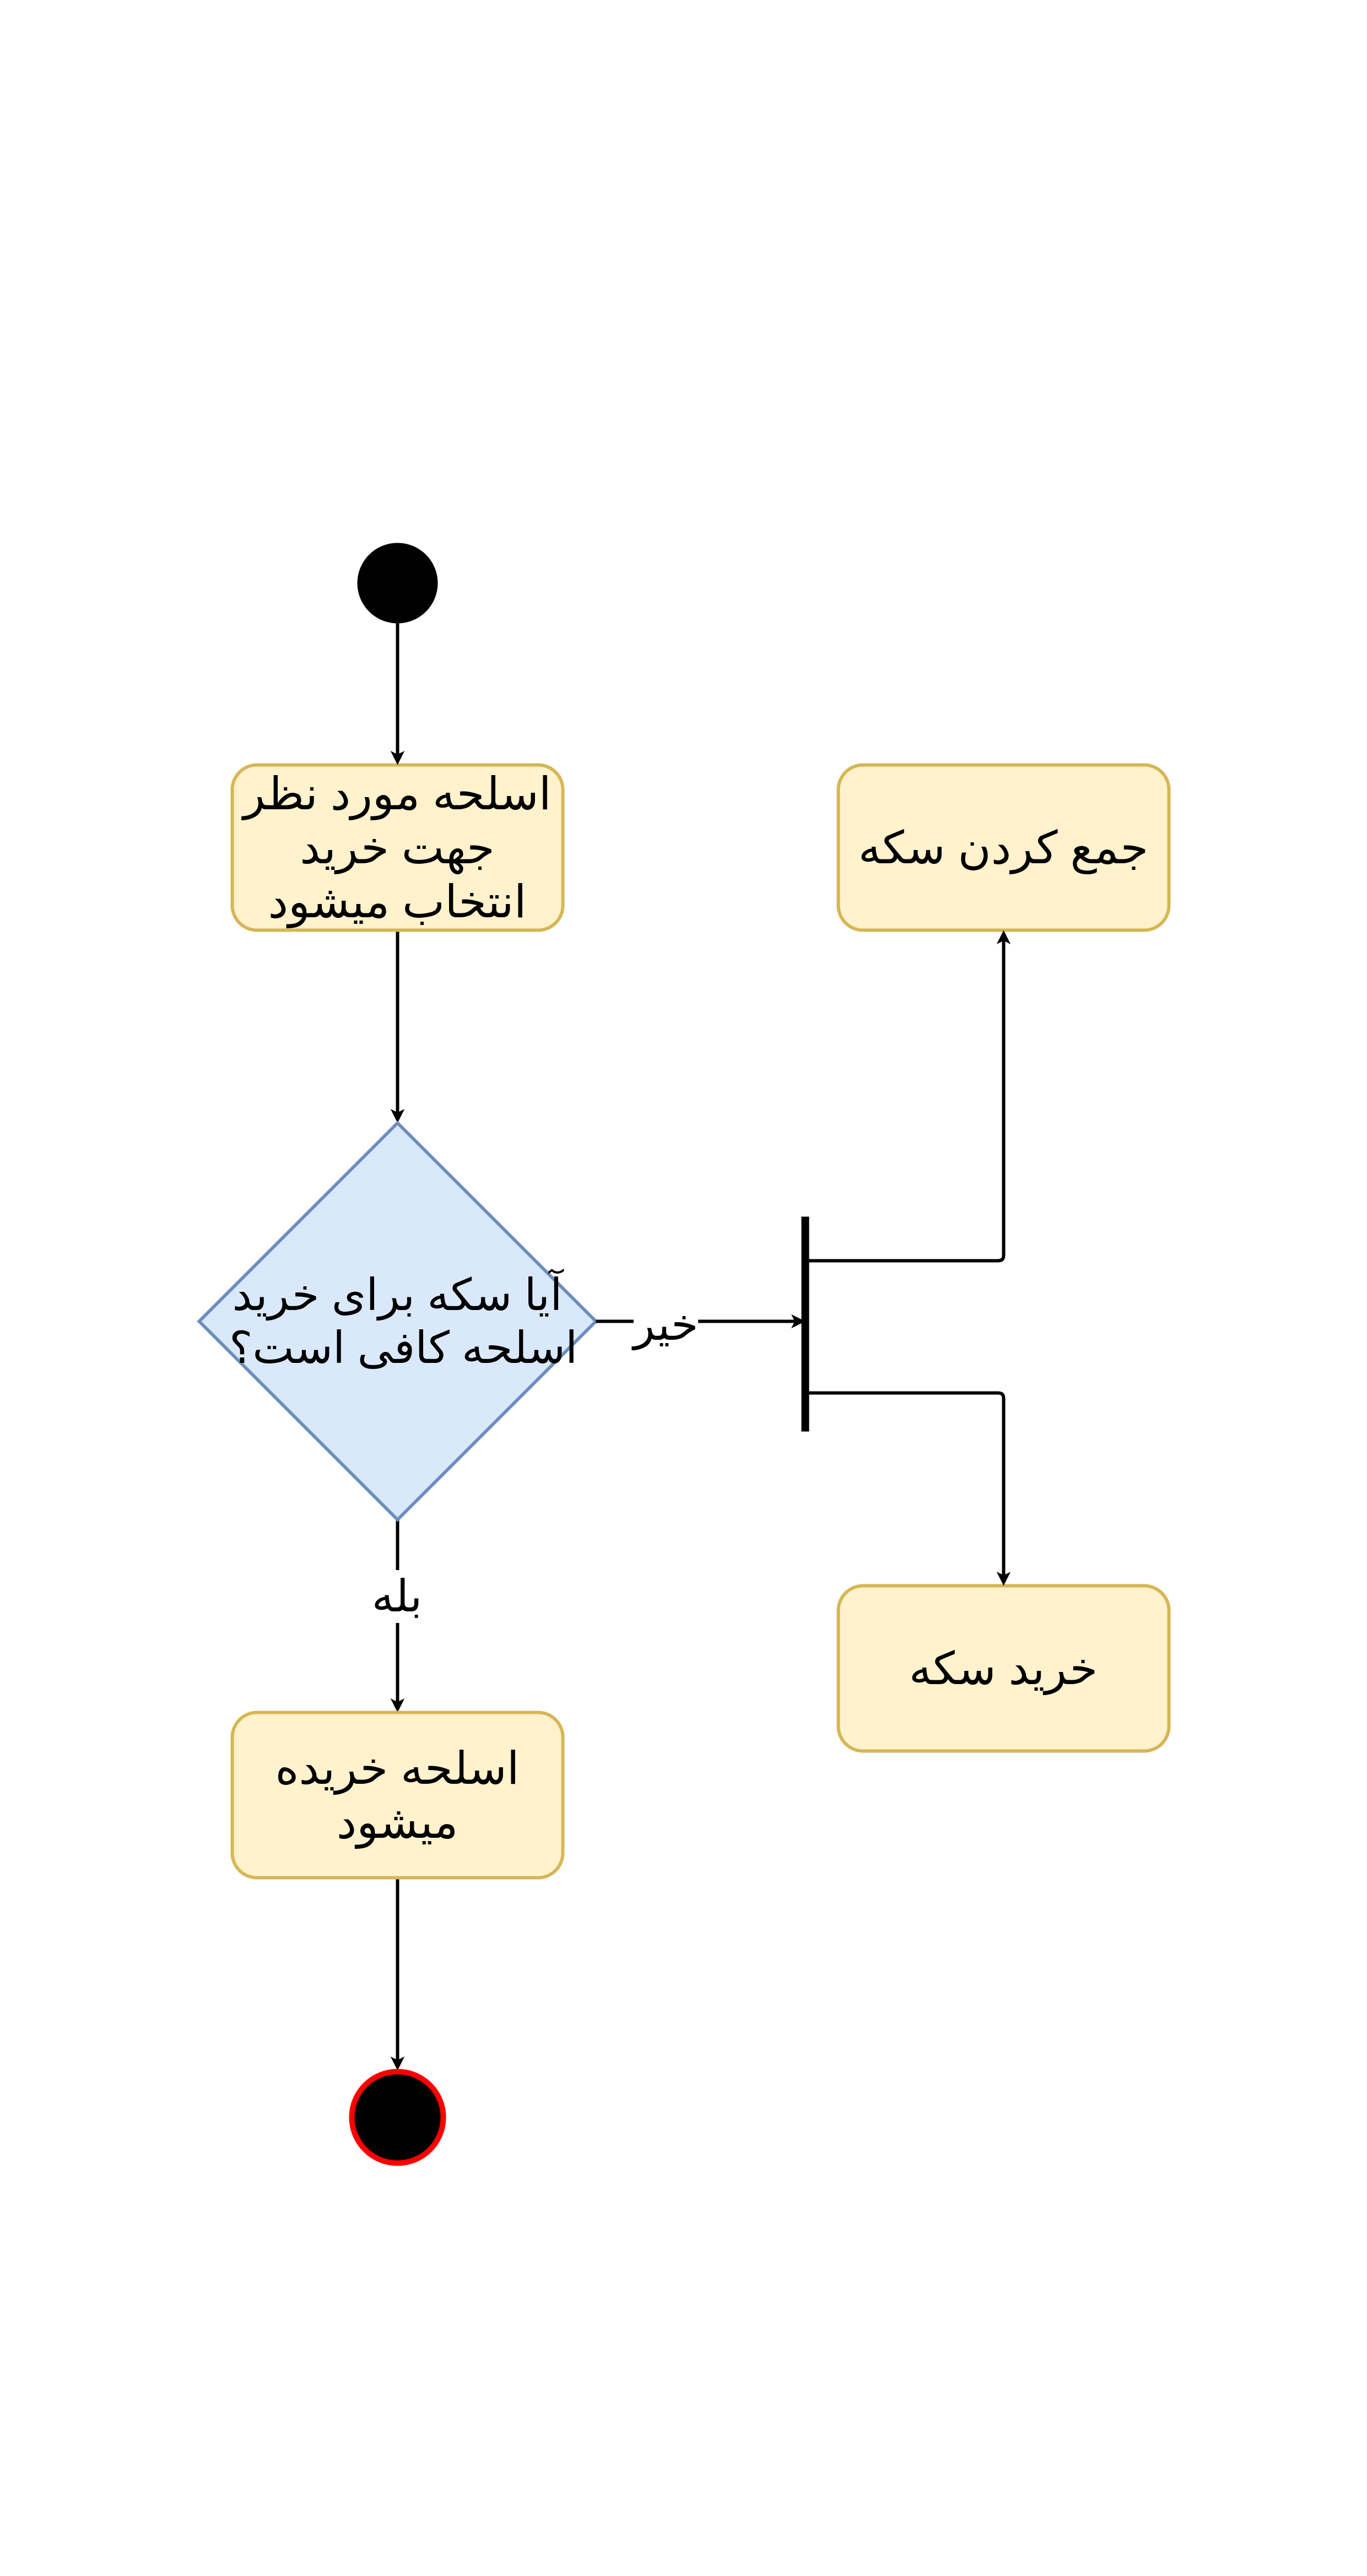 اسلحه مورد نظر
جهت خرید
انتخاب میشود
جمع کردن سکه
آیا سکه برای خرید
اسلحه کافی است؟
خیر
بله
خرید سکه
اسلحه خریده
میشود